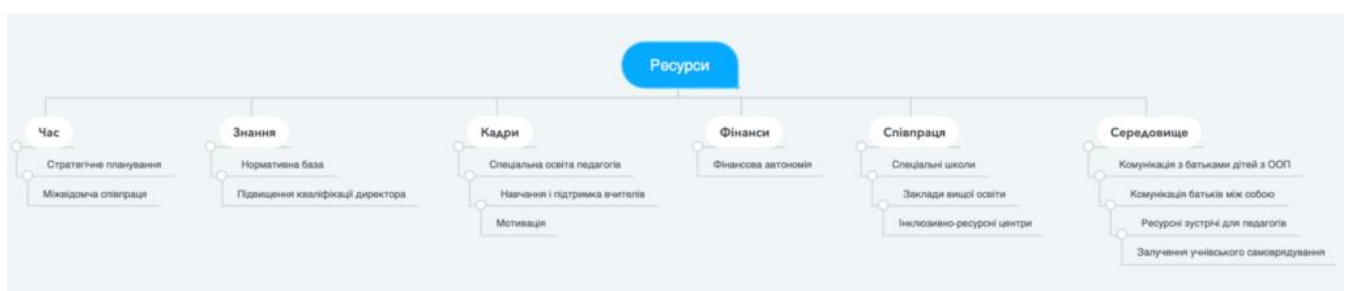 Ресурси
Час
Стратегічне планування
Міжвідомча співпраця
Знання
Нормативна база
Підвищення кваліфікації директора
Кадри
Спеціальна освіта педагогів
Навчання і підтримка вчителів
Мотивація
Фінанси
Фінансова автономія
Співпраця
Спеціальні школи
Заклади вищої освіти
Інклюзивно-ресурсні центри
Середовище
Комунікація з батьками дітей з ООП
Комунікація батьків між собою
Ресурсні зустрічі для педагогів
Залучення учнівського самоврядування